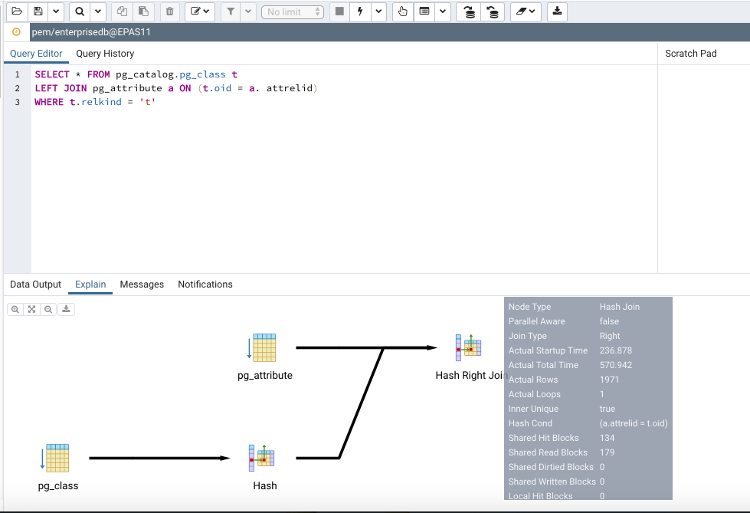 No limit
pem/enterprisedb@EPAS11
Query Editor Query History Scratch Pad
1 SELECT * FROM pg_catalog.pg_class t
2 LEFT JOIN pg_attribute a ON (t.oid = a. attrelid)
3 WHERE t.relkind = 't'
Data Output Explain Messages Notifications
pg_attribute
Hash Right Joi
pg_class
Hash
Node Type Hash Join
Parallel Aware false
Join Type Right
Actual Startup Time 236.878
Actual Total Time 570.942
Actual Rows 1971
Actual Loops 1
Inner Unique true
Hash Cond (a.attrelid = t.oid)
Shared Hit Blocks 134
Shared Read Blocks 179
Shared Dirtied Blocks 0
Shared Written Blocks 0
Local Hit Blocks 0